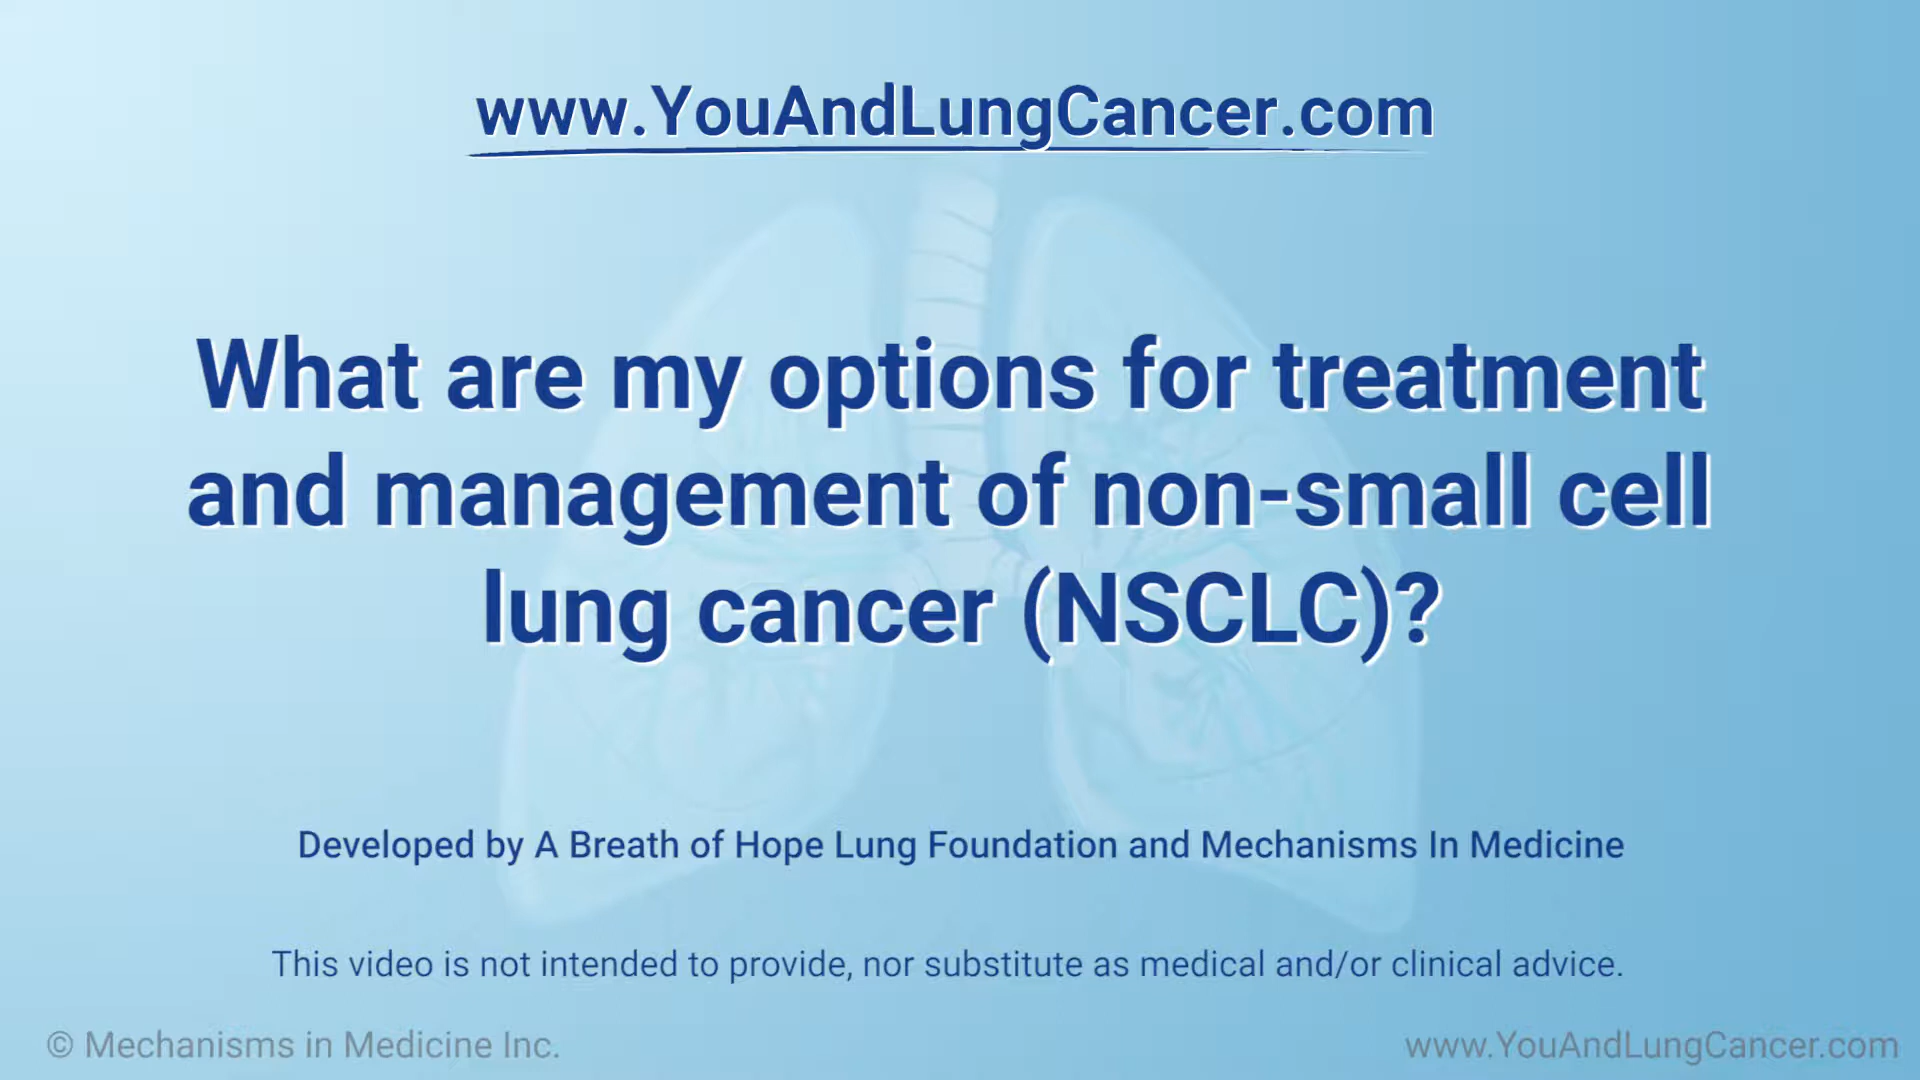 www.YouAndLungCancer.com
What are my options for treatment
and management of non-small cell
lung cancer (NSCLC)?
Developed by A Breath of Hope Lung Foundation and Mechanisms In Medicine
This video is not intended to provide, nor substitute as medical and/or clinical advice.
© Mechanisms in Medicine Inc.
www.YouAndLungCancer.com